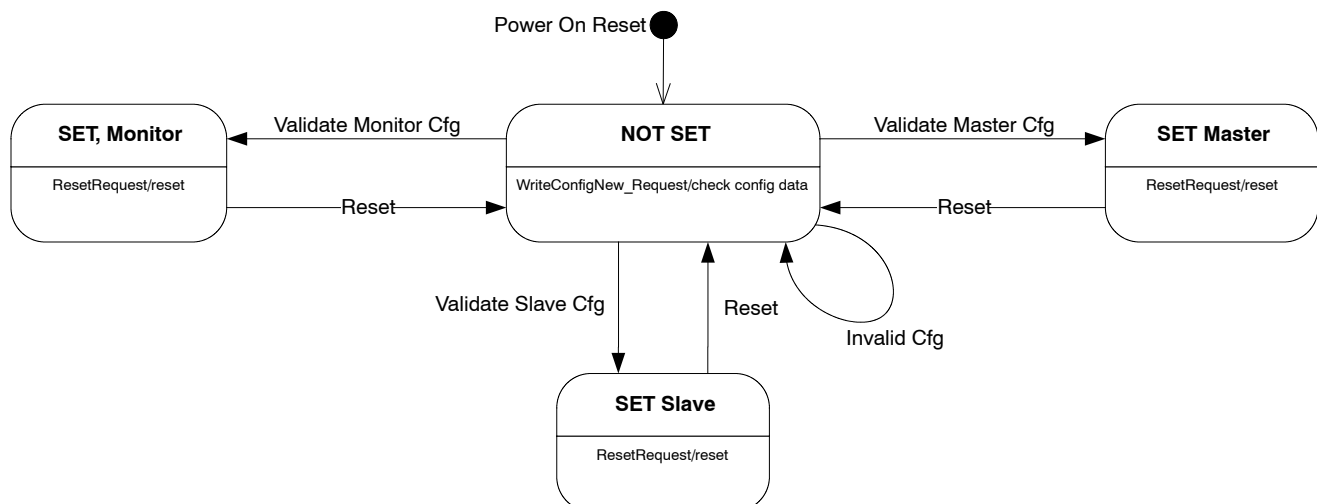 Power On Reset
SET, Monitor
ResetRequest/reset
Validate Monitor Cfg
Reset
NOT SET
WriteConfigNew_Request/check config data
Validate Master Cfg
Reset
SET Master
ResetRequest/reset
Validate Slave Cfg
Reset
Invalid Cfg
SET Slave
ResetRequest/reset